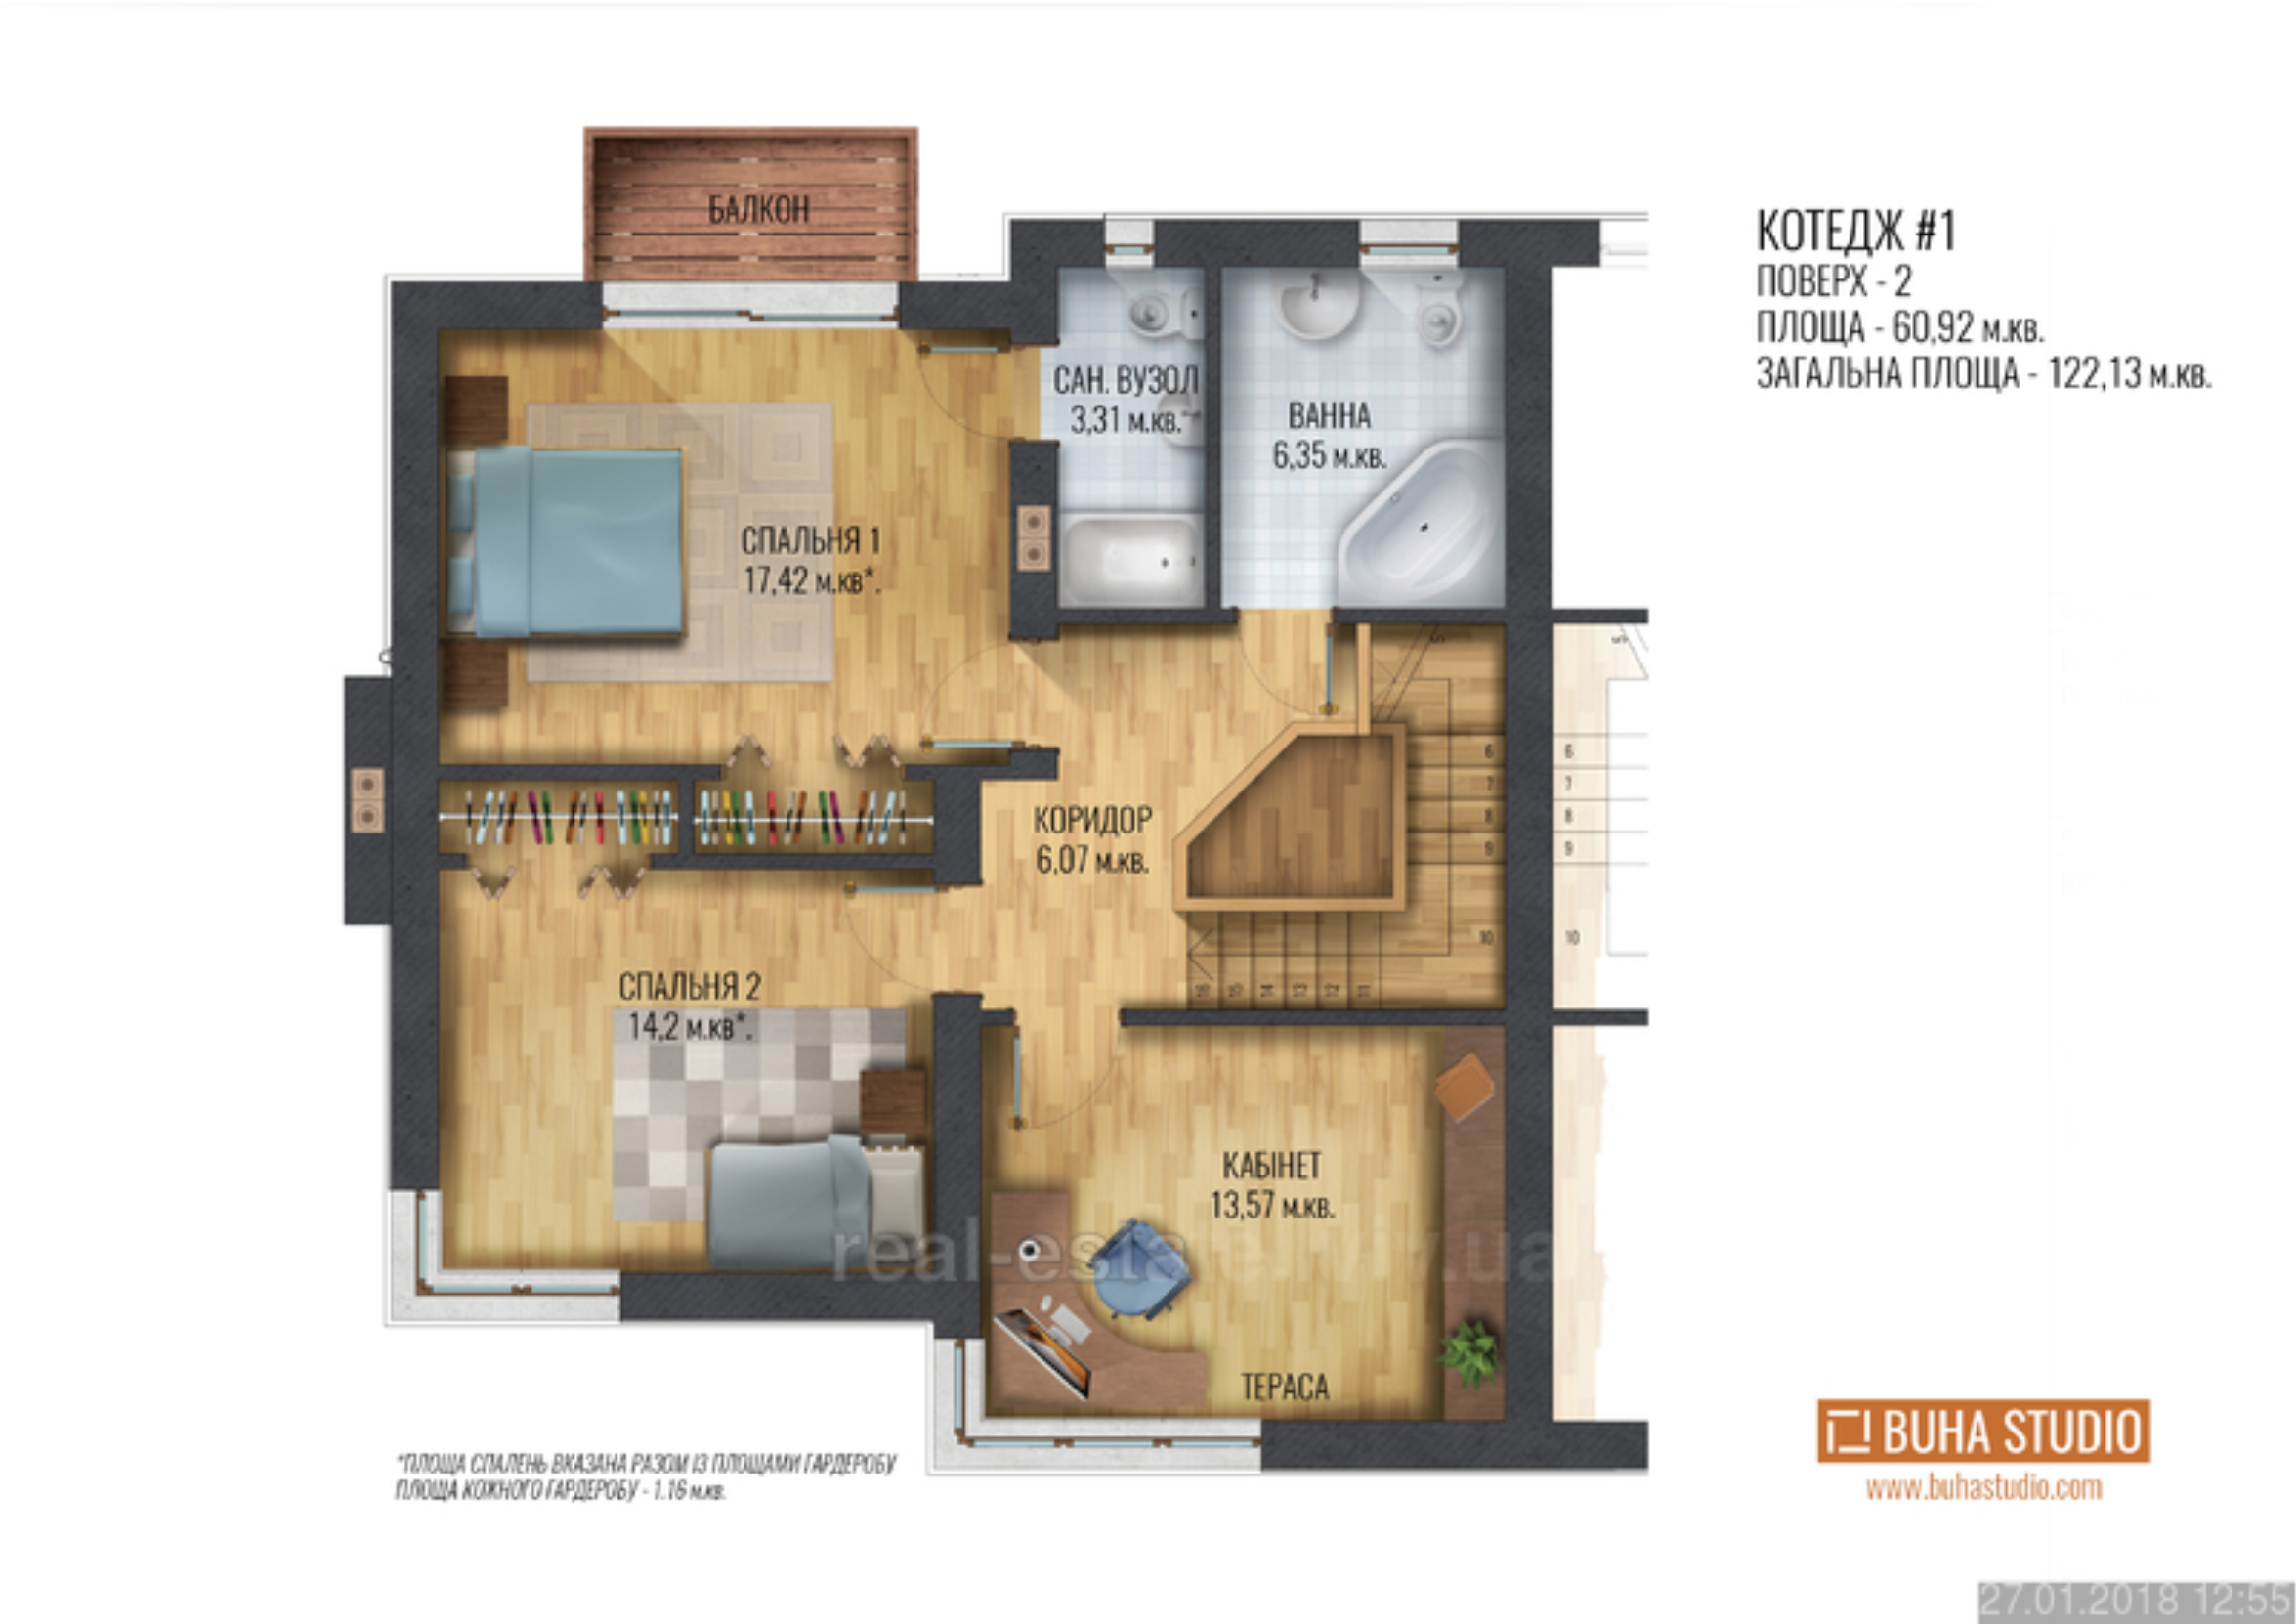 БАЛКОН
КОТЕДЖ #1
ПОВЕРХ - 2
ПЛОЩА - 60,92 м.кв.
ЗАГАЛЬНА ПЛОЩА - 122,13 м.кв.
САН. ВУЗОЛ
3,31 м.кв.
ВАННА
6,35 м.кв.
СПАЛЬНЯ 1
17,42 м.кв*.
5
5
6
7
8
9
10
6
7
8
9
10
КОРИДОР
6,07 м.кв.
16 15 14 13 12 11
СПАЛЬНЯ 2
14,2 м.кв*.
КАБІНЕТ
13,57 м.кв.
real-estate.lviv.ua
ТЕРАСА
*ПЛОЩА СПАЛЕНЬ ВКАЗАНА РАЗОМ ІЗ ПЛОЩАМИ ГАРДЕРОБУ
ПЛОЩА КОЖНОГО ГАРДЕРОБУ - 1.16 м.кв.
BUHA STUDIO
www.buhastudio.com
27.01.2018 12:55